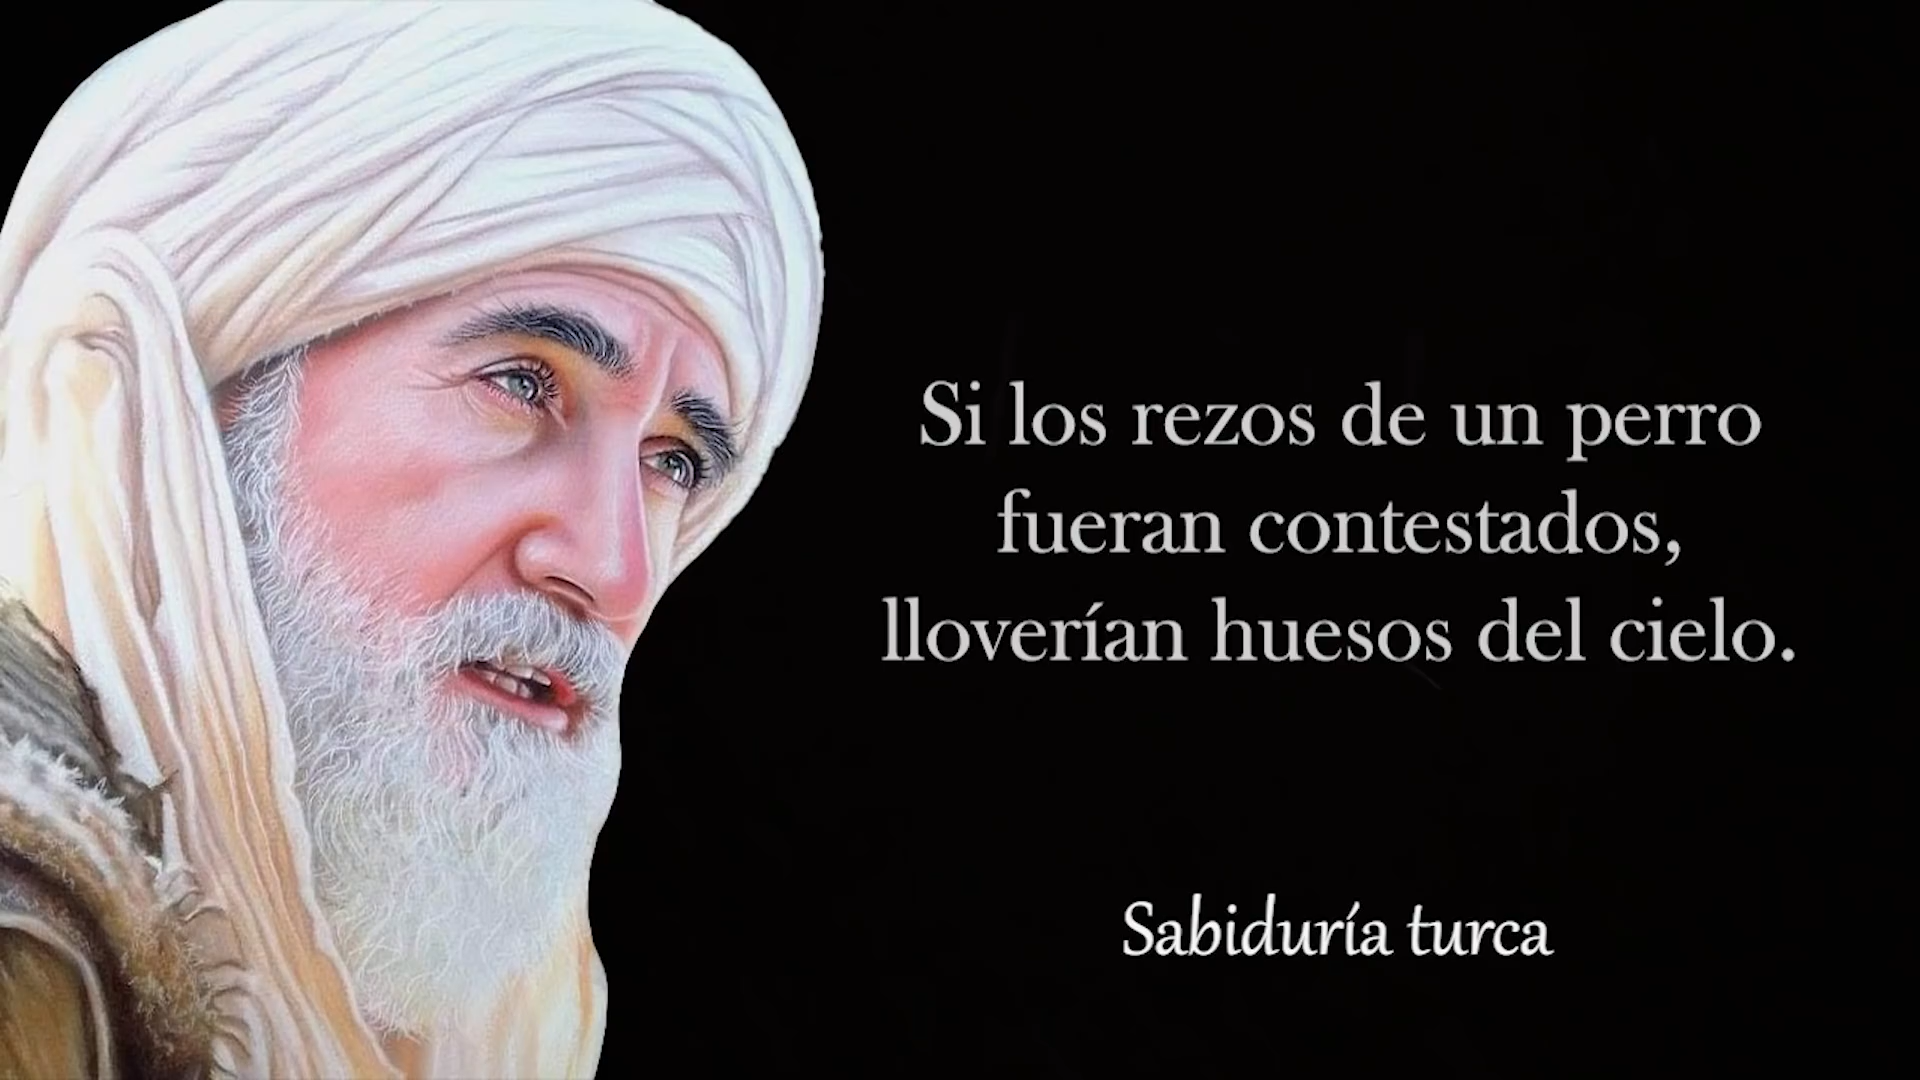 Si los rezos de un perro
fueran contestados,
lloverían huesos del cielo.
Sabiduría turca